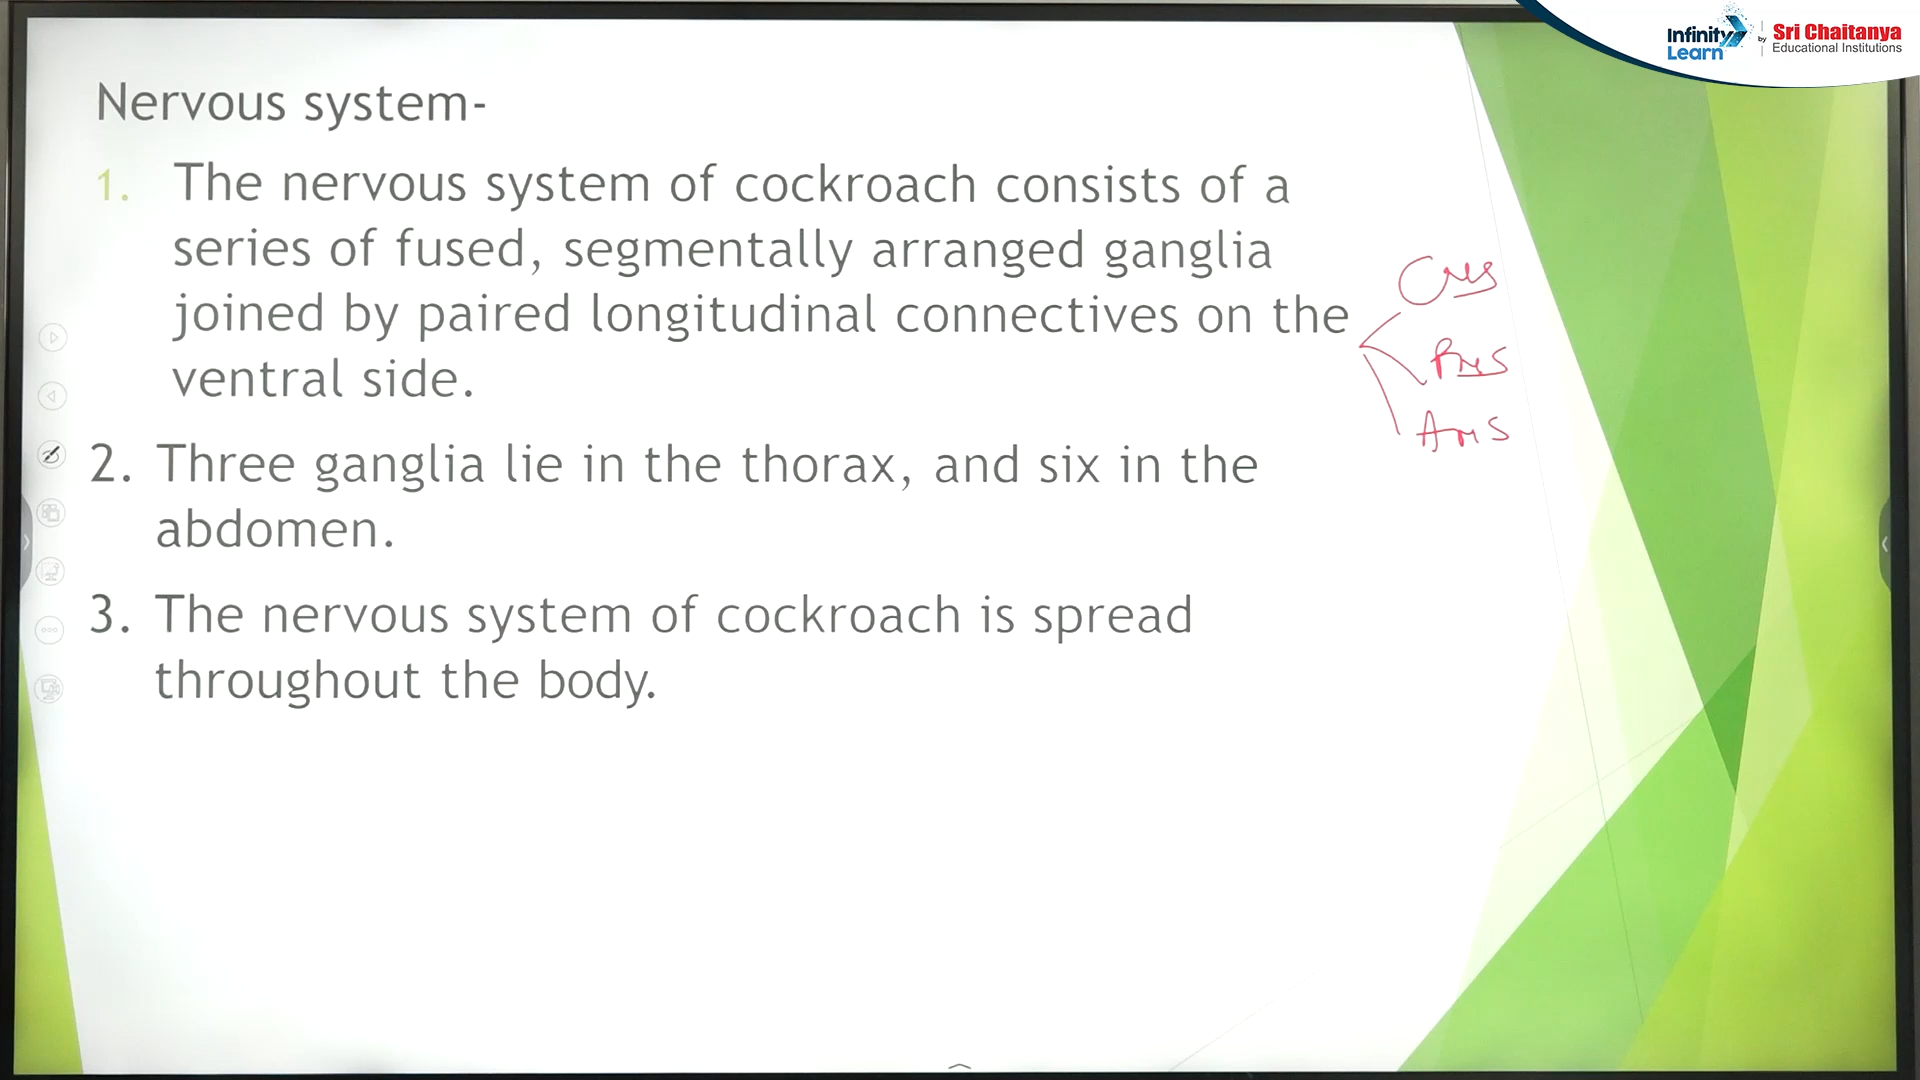 Infinity Learn by Sri Chaitanya Educational Institutions
Nervous system-
1. The nervous system of cockroach consists of a
series of fused, segmentally arranged ganglia
joined by paired longitudinal connectives on the
ventral side.
CNS
PNS
ANS
2. Three ganglia lie in the thorax, and six in the
abdomen.
3. The nervous system of cockroach is spread
throughout the body.